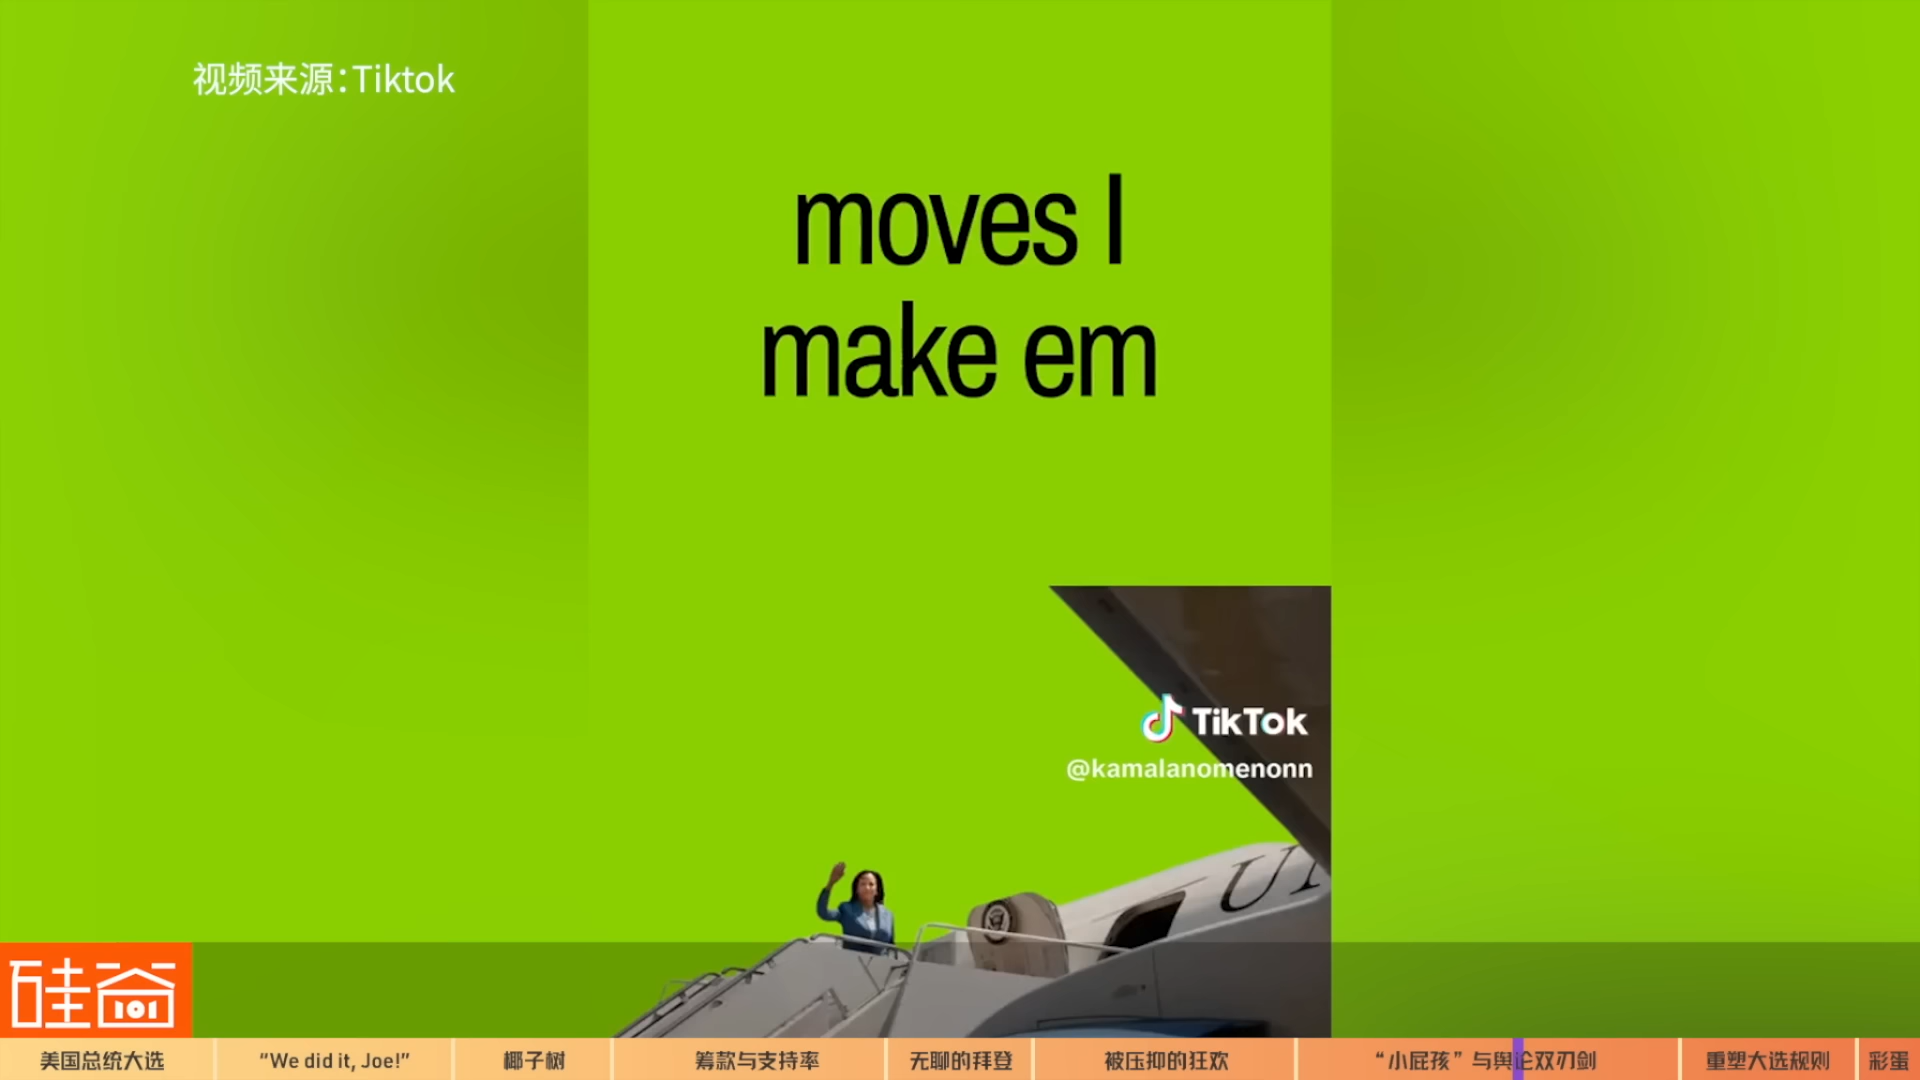 视频来源：Tiktok
moves I
make em
TikTok
@kamalanomenonn
UN
硅谷
101
美国总统大选
“We did it, Joe!”
椰子树
筹款与支持率
无聊的拜登
被压抑的狂欢
“小屁孩”与舆论双刃剑
重塑大选规则
彩蛋